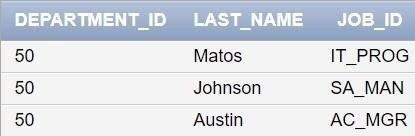 DEPARTMENT_ID LAST_NAME JOB_ID
50 Matos IT_PROG
50 Johnson SA_MAN
50 Austin AC_MGR